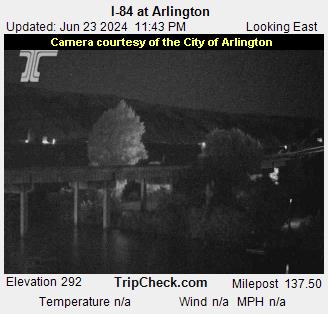 I-84 at Arlington
Updated: Jun 23 2024 11:43 PM Looking East
Camera courtesy of the City of Arlington
Elevation 292 TripCheck.com Milepost 137.50
Temperature n/a Wind n/a MPH n/a